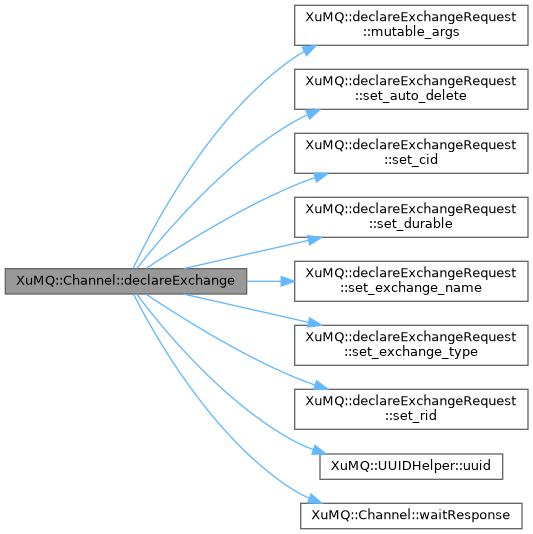 XuMQ::declareExchangeRequest
::mutable_args
XuMQ::declareExchangeRequest
::set_auto_delete
XuMQ::declareExchangeRequest
::set_cid
XuMQ::declareExchangeRequest
::set_durable
XuMQ::Channel::declareExchange
XuMQ::declareExchangeRequest
::set_exchange_name
XuMQ::declareExchangeRequest
::set_exchange_type
XuMQ::declareExchangeRequest
::set_rid
XuMQ::UUIDHelper::uuid
XuMQ::Channel::waitResponse